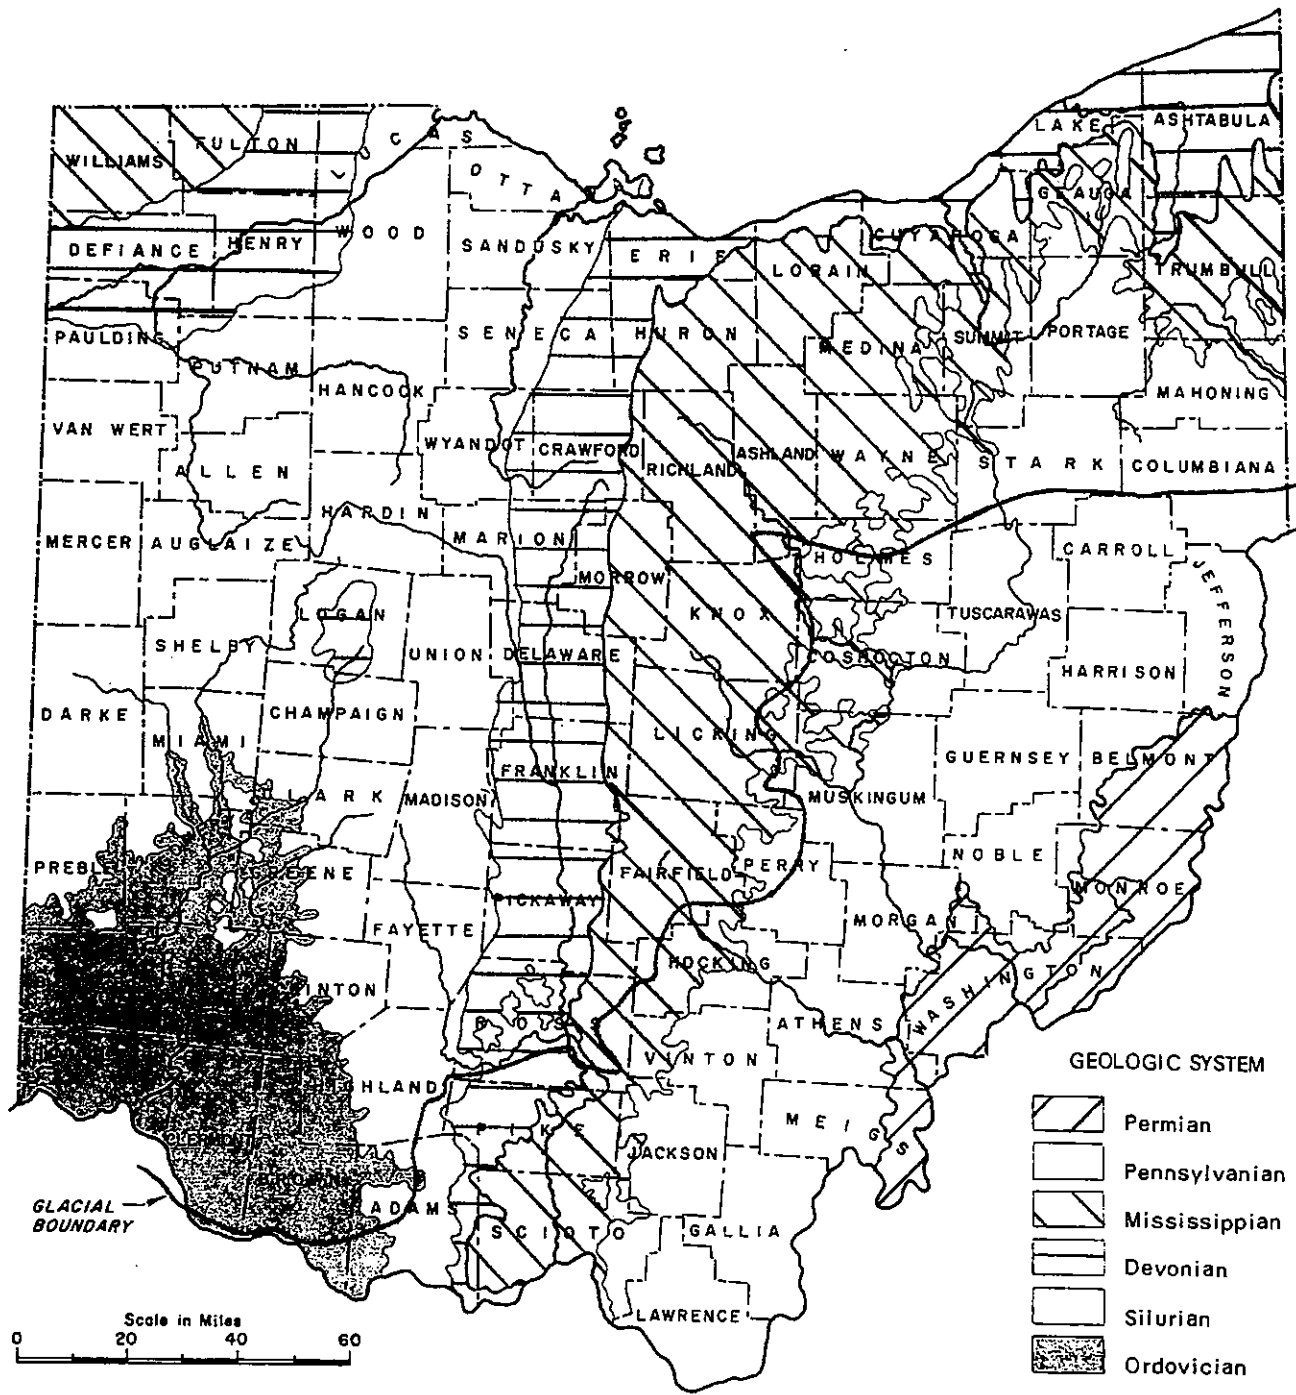 LAKE
ASHTABULA
FULTON
CAS
WILLIAMS
OTTA
GEAUGA
WOOD
CUYAHOGA
DEFIANCE
HENRY
SANDUSKY
ERIE
LORAIN
TRUMBULL
PAULDING
SENECA
HURON
MEDINA
SUMMIT
PORTAGE
PUTNAM
HANCOCK
MAHONING
VAN WERT
WYANDOT
CRAWFORD
RICHLAND
ASHLAND
WAYNE
STARK
COLUMBIANA
ALLEN
HARDIN
MERCER
AUGLAIZE
MARION
HOLMES
CARROLL
JEFFERSON
MORROW
LOGAN
KNOX
TUSCARAWAS
SHELBY
UNION
DELAWARE
COSHOCTON
HARRISON
DARKE
CHAMPAIGN
MIAMI
LICKING
GUERNSEY
BELMONT
FRANKLIN
LARK
MADISON
MUSKINGUM
PREBLE
GREENE
FAIRFIELD
PERRY
NOBLE
MONROE
PICKAWAY
FAYETTE
MORGAN
HOCKING
WASHINGTON
INTON
ROSS
ATHENS
VINTON
GEOLOGIC SYSTEM
HLAND
MEIGS
Permian
CLERMONT
PIKE
JACKSON
Pennsylvanian
BROWN
GLACIAL
BOUNDARY
ADAMS
SCIOTO
GALLIA
Mississippian
Devonian
LAWRENCE
Silurian
Scale in Miles
0 20 40 60
Ordovician